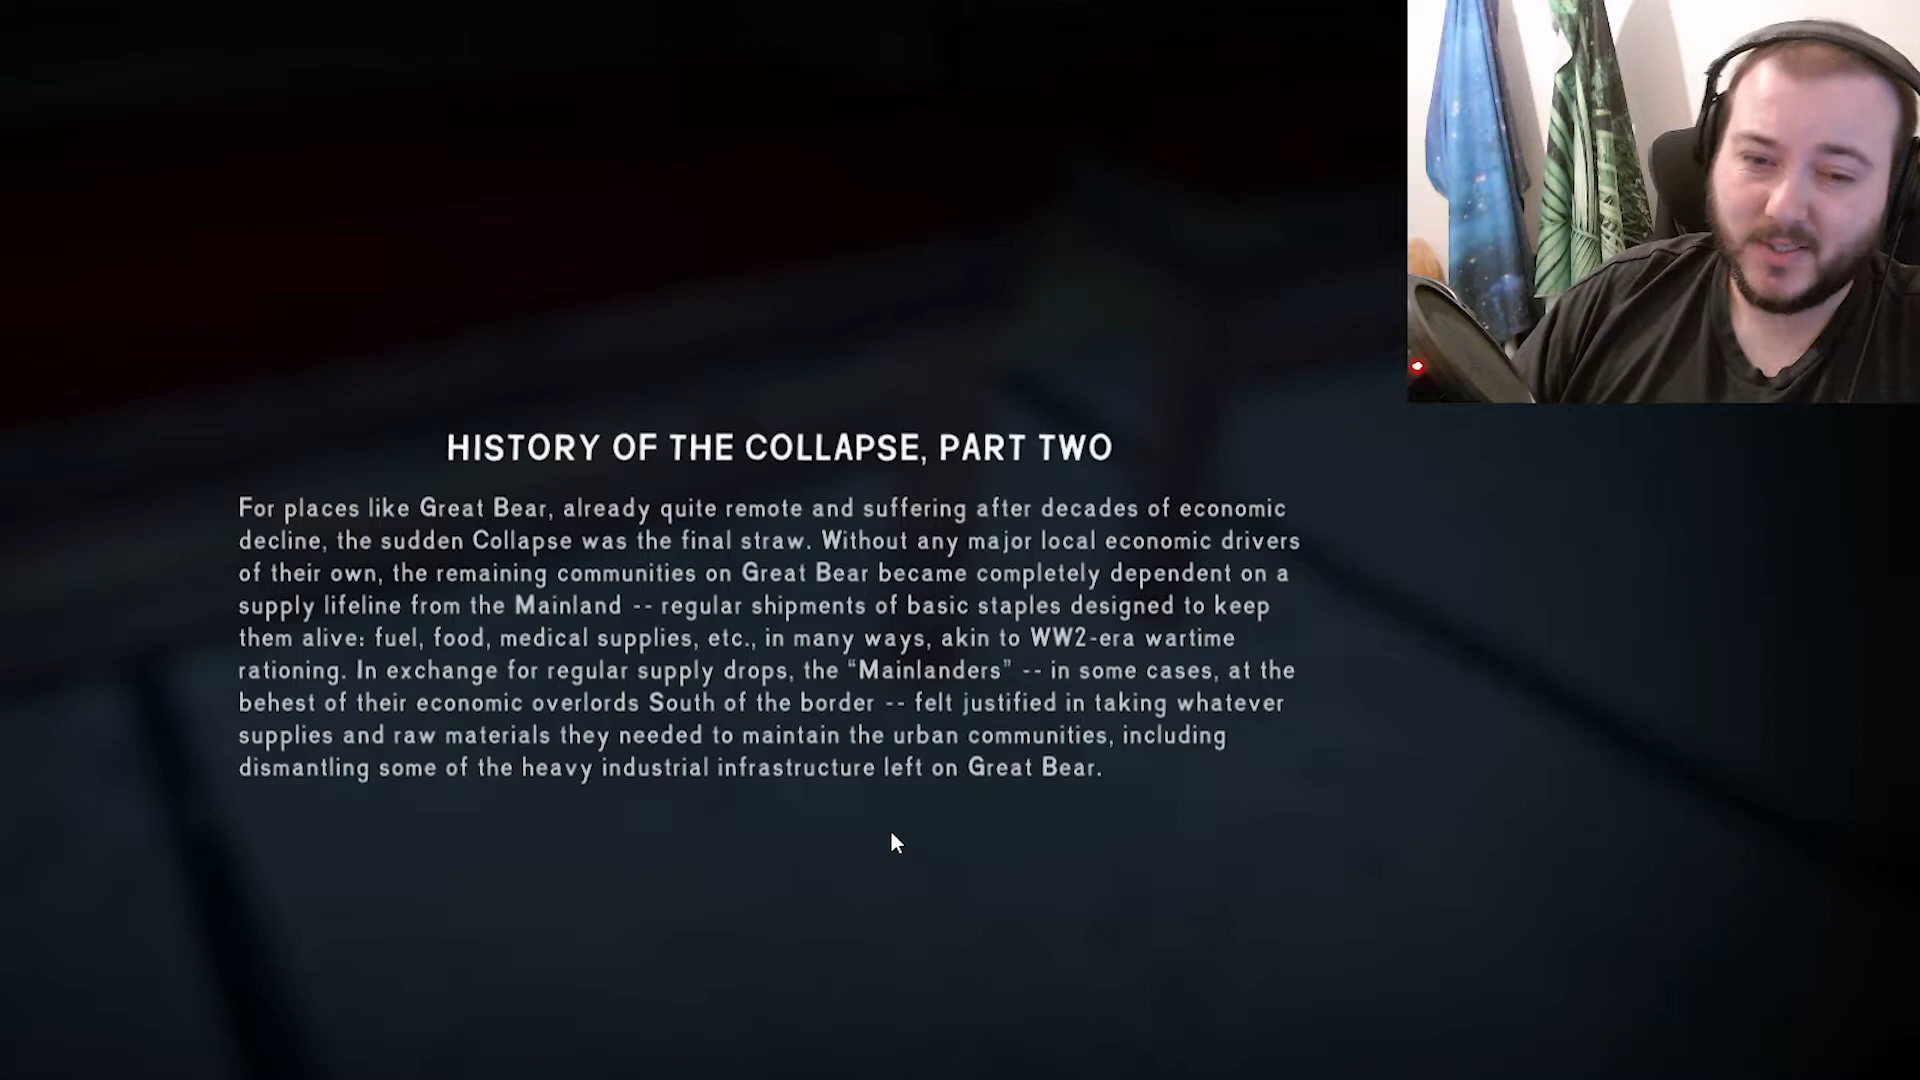 HISTORY OF THE COLLAPSE, PART TWO
For places like Great Bear, already quite remote and suffering after decades of economic
decline, the sudden Collapse was the final straw. Without any major local economic drivers
of their own, the remaining communities on Great Bear became completely dependent on a
supply lifeline from the Mainland -- regular shipments of basic staples designed to keep
them alive: fuel, food, medical supplies, etc., in many ways, akin to WW2-era wartime
rationing. In exchange for regular supply drops, the “Mainlanders” -- in some cases, at the
behest of their economic overlords South of the border -- felt justified in taking whatever
supplies and raw materials they needed to maintain the urban communities, including
dismantling some of the heavy industrial infrastructure left on Great Bear.